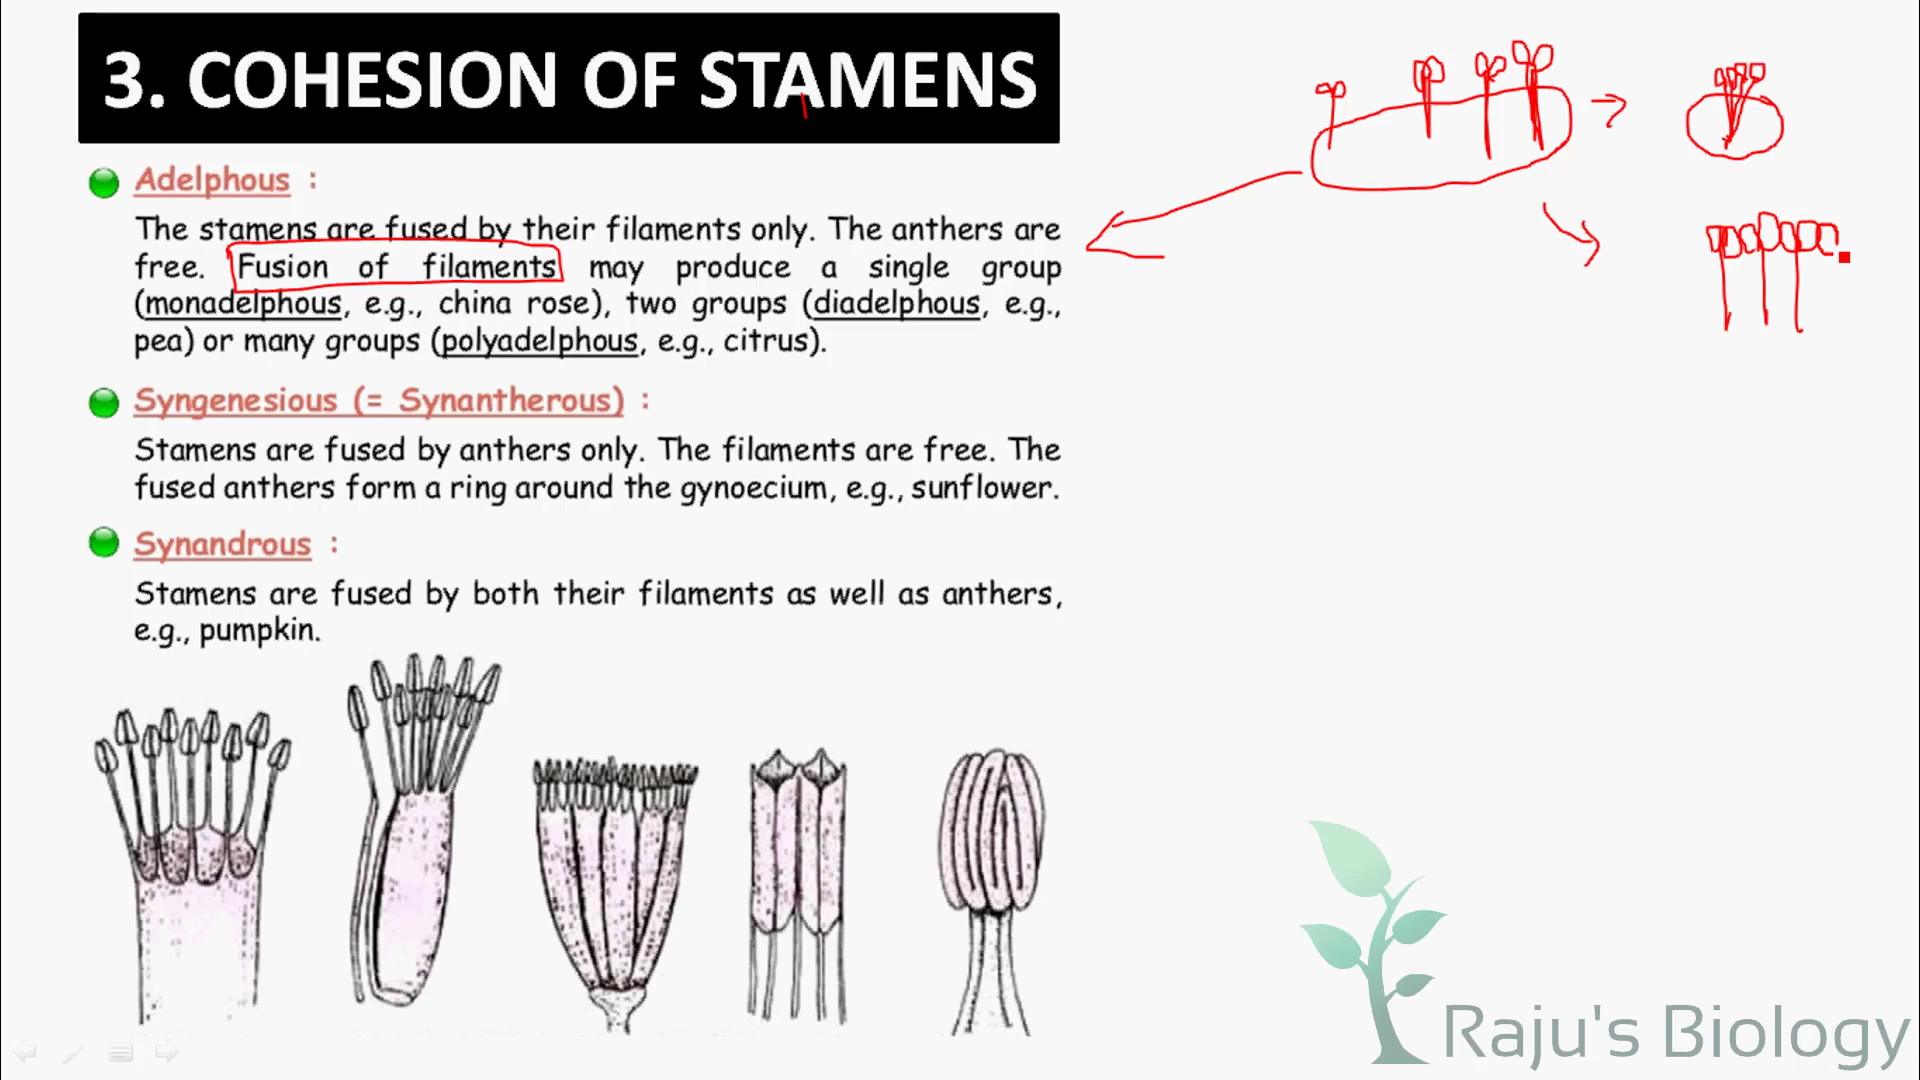 3. COHESION OF STAMENS
Adelphous :
The stamens are fused by their filaments only. The anthers are
free. Fusion of filaments may produce a single group
(monadelphous, e.g., china rose), two groups (diadelphous, e.g.,
pea) or many groups (polyadelphous, e.g., citrus).
Syngenesious (= Synantherous) :
Stamens are fused by anthers only. The filaments are free. The
fused anthers form a ring around the gynoecium, e.g., sunflower.
Synandrous :
Stamens are fused by both their filaments as well as anthers,
e.g., pumpkin.
Raju's Biology